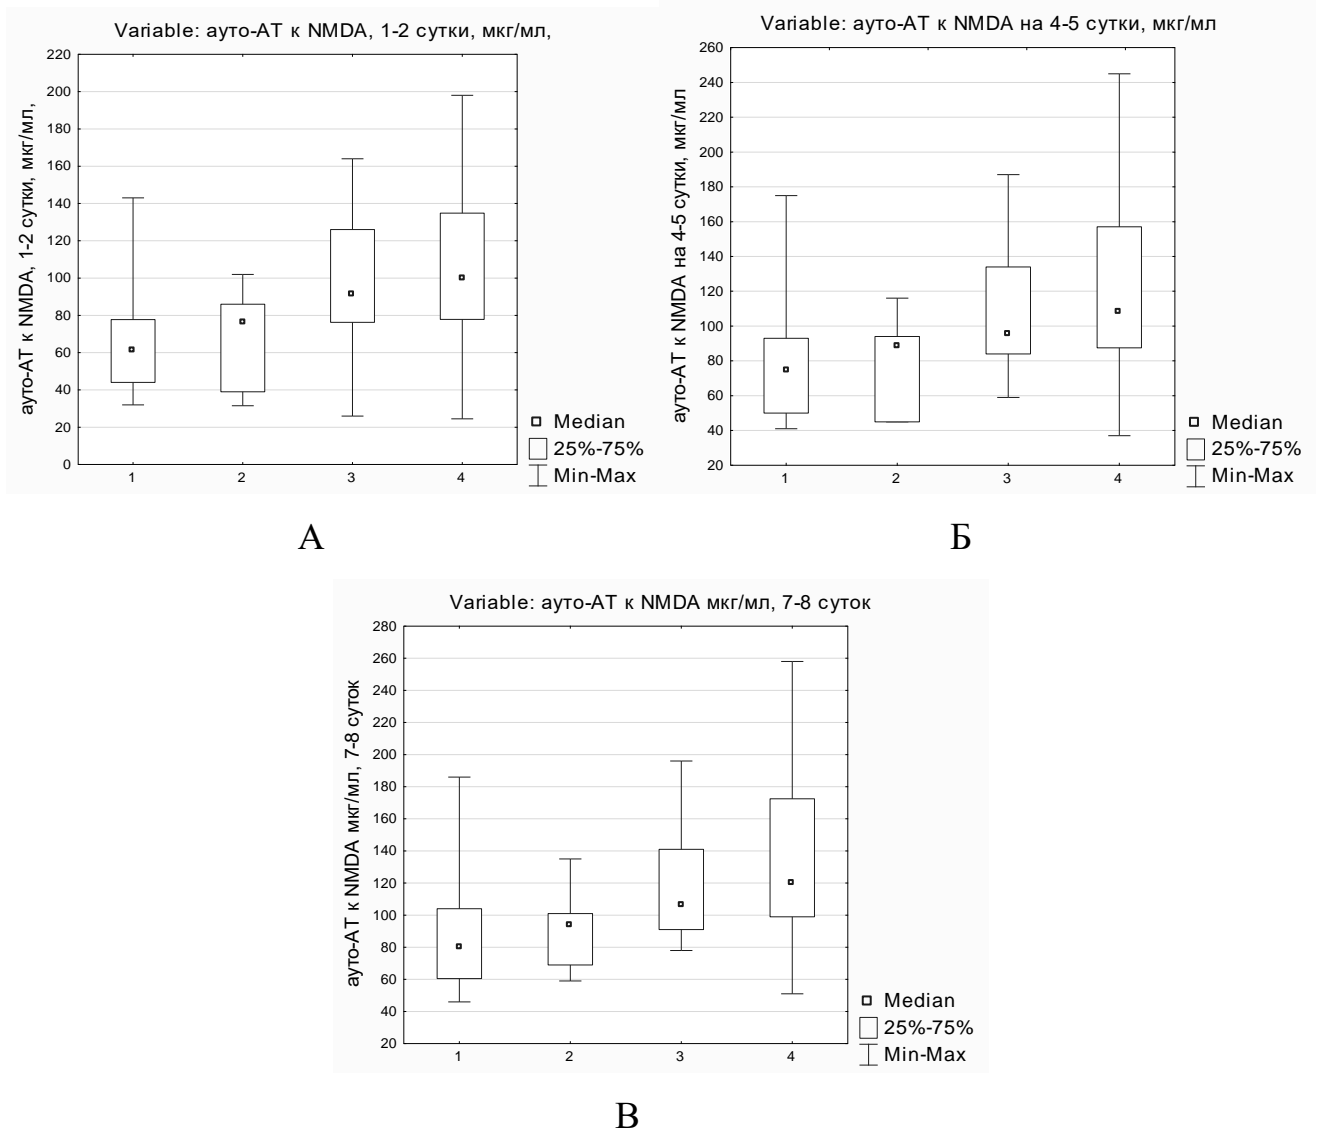 Variable: ауто-АТ к NMDA, 1-2 сутки, мкг/мл,
ауто-АТ к NMDA, 1-2 сутки, мкг/мл,
220
200
180
160
140
120
100
80
60
40
20
0
1 2 3 4
Median
25%-75%
Min-Max
А
Variable: ауто-АТ к NMDA на 4-5 сутки, мкг/мл
ауто-АТ к NMDA на 4-5 сутки, мкг/мл
260
240
220
200
180
160
140
120
100
80
60
40
20
1 2 3 4
Median
25%-75%
Min-Max
Б
Variable: ауто-АТ к NMDA мкг/мл, 7-8 суток
ауто-АТ к NMDA мкг/мл, 7-8 суток
280
260
240
220
200
180
160
140
120
100
80
60
40
20
1 2 3 4
Median
25%-75%
Min-Max
В